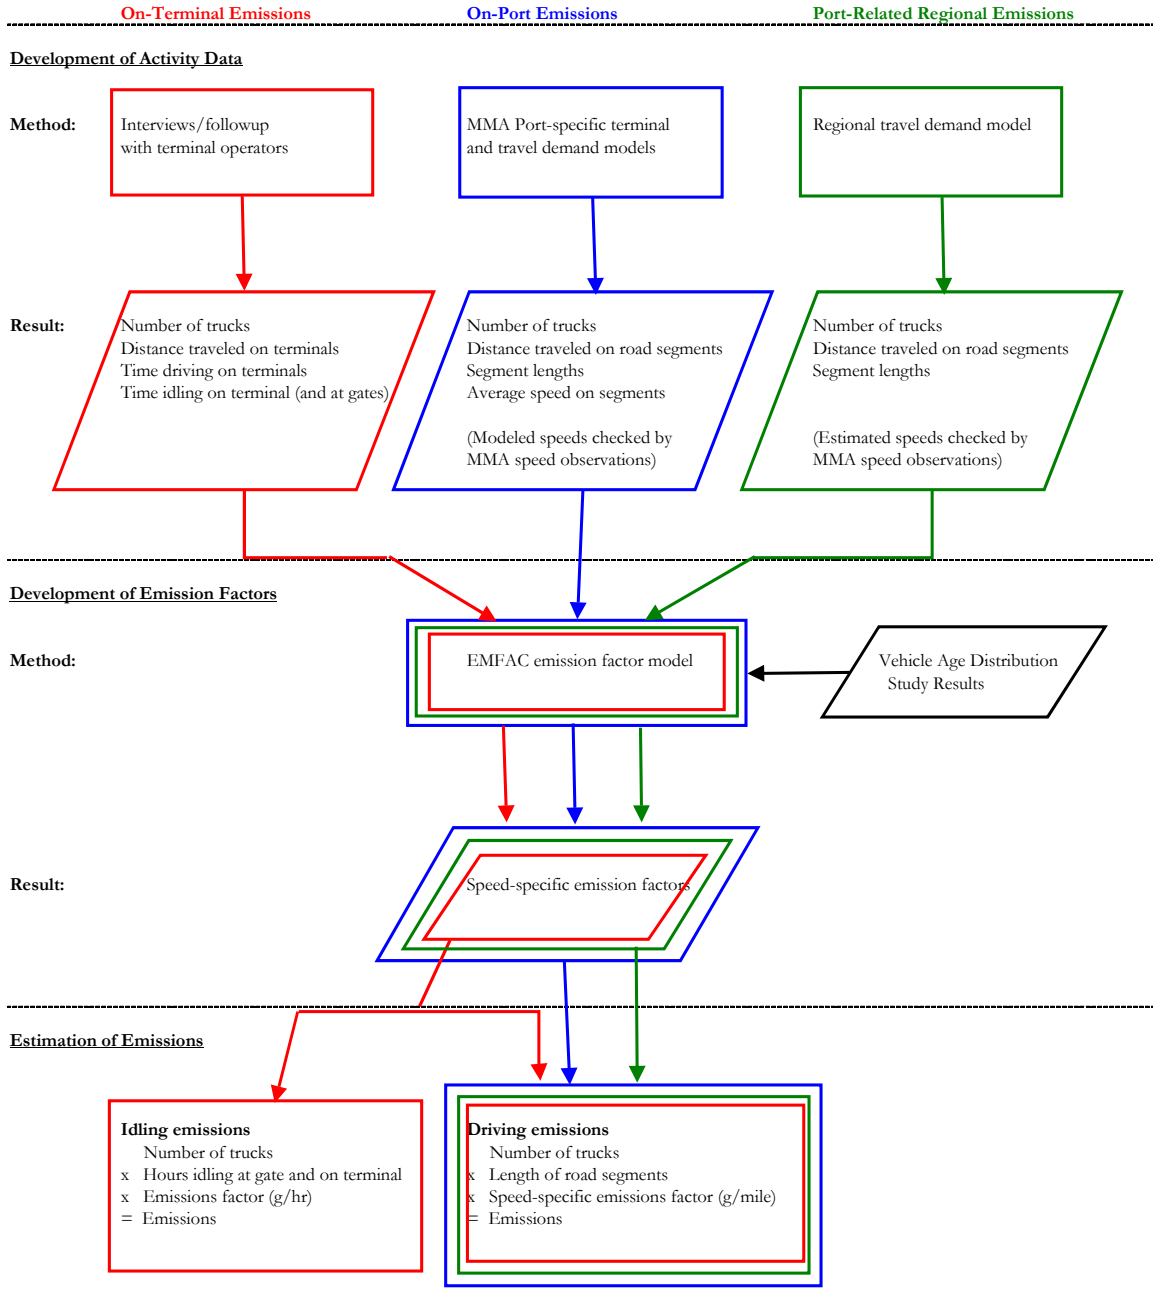 On-Terminal Emissions
On-Port Emissions
Port-Related Regional Emissions
Development of Activity Data
Method:
Interviews/followup
with terminal operators
MMA Port-specific terminal
and travel demand models
Regional travel demand model
Result:
Number of trucks
Distance traveled on terminals
Time driving on terminals
Time idling on terminal (and at gates)
Number of trucks
Distance traveled on road segments
Segment lengths
Average speed on segments
(Modeled speeds checked by
MMA speed observations)
Number of trucks
Distance traveled on road segments
Segment lengths
(Estimated speeds checked by
MMA speed observations)
Development of Emission Factors
Method:
EMFAC emission factor model
Vehicle Age Distribution
Study Results
Result:
Speed-specific emission factors
Estimation of Emissions
Idling emissions
Number of trucks
x Hours idling at gate and on terminal
x Emissions factor (g/hr)
= Emissions
Driving emissions
Number of trucks
x Length of road segments
x Speed-specific emissions factor (g/mile)
= Emissions